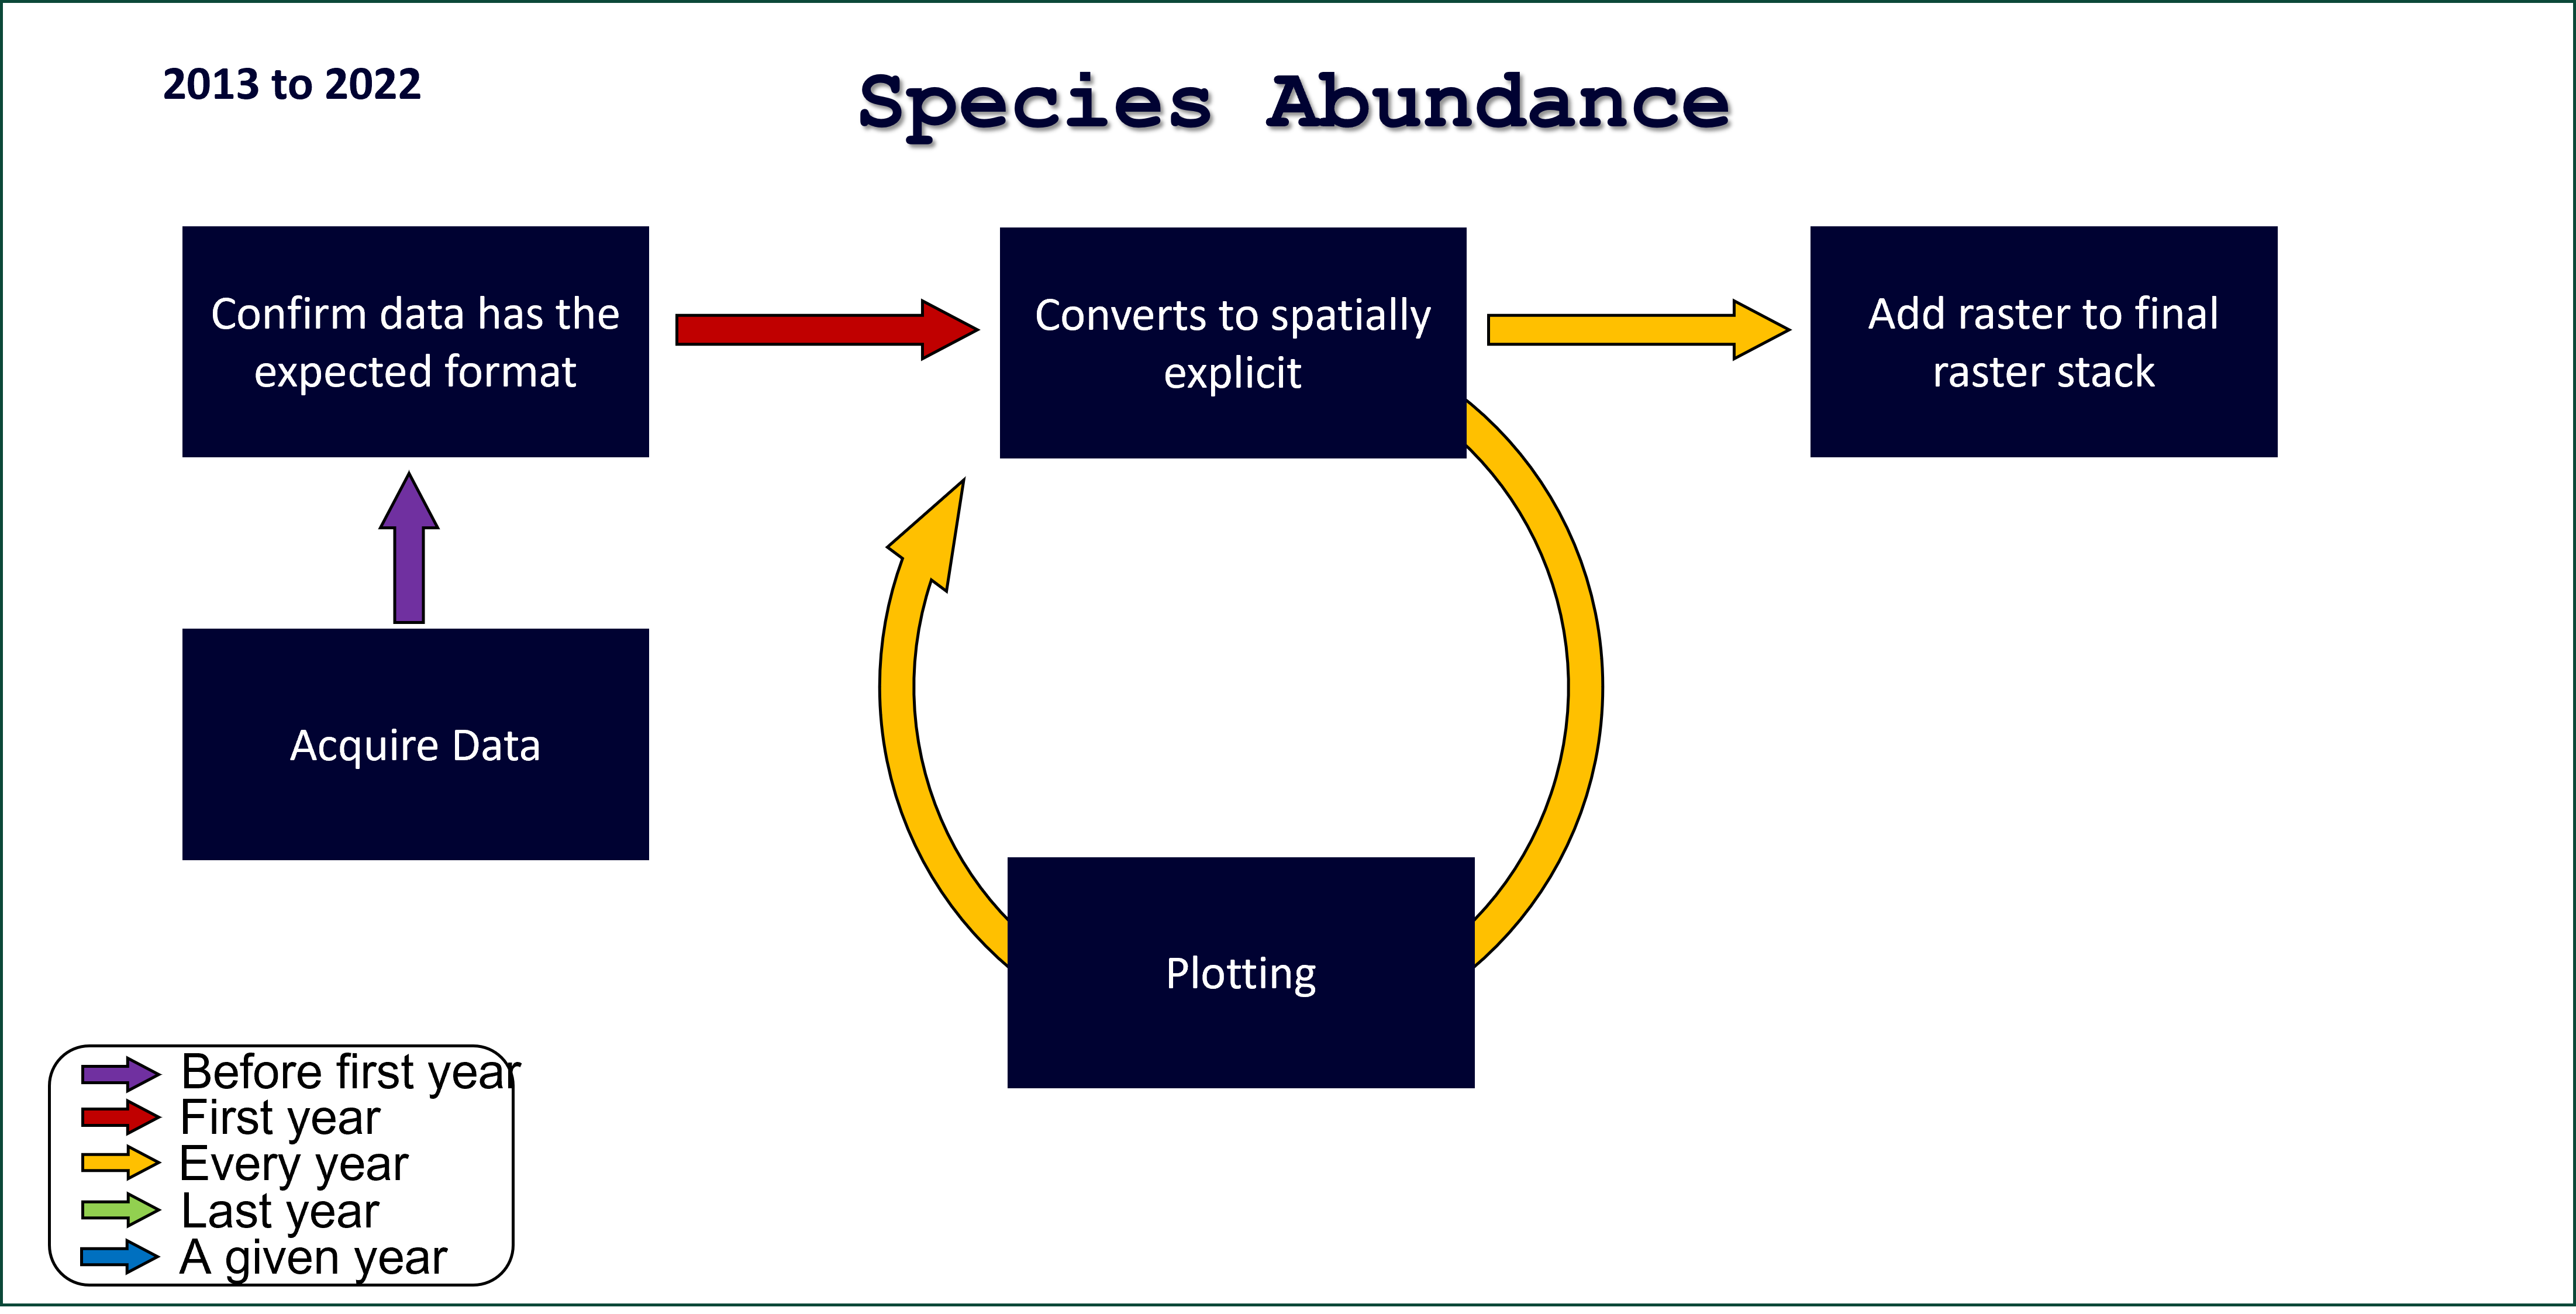 2013 to 2022
Species Abundance
Confirm data has the
expected format
Converts to spatially
explicit
Add raster to final
raster stack
Acquire Data
Plotting
Before first year
First year
Every year
Last year
A given year